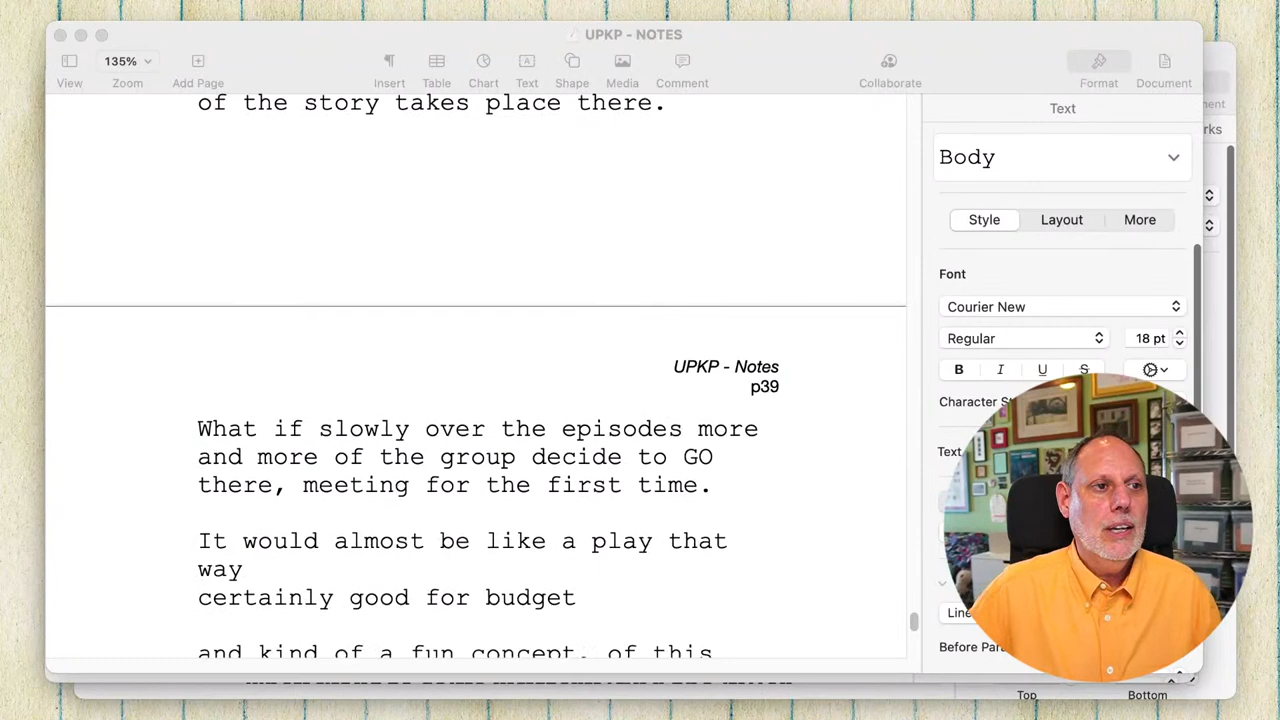 UPKP - NOTES
135%
View
Zoom
Add Page
Insert
Table
Chart
Text
Shape
Media
Comment
Collaborate
Format
Document
of the story takes place there.
Text
Body
Style
Layout
More
Font
Courier New
Regular
18 pt
B I U S
Character
Text
UPKP - Notes
p39
What if slowly over the episodes more
and more of the group decide to GO
there, meeting for the first time.
It would almost be like a play that
way
certainly good for budget
and kind of a fun concept. of this
Before
Top
Bottom